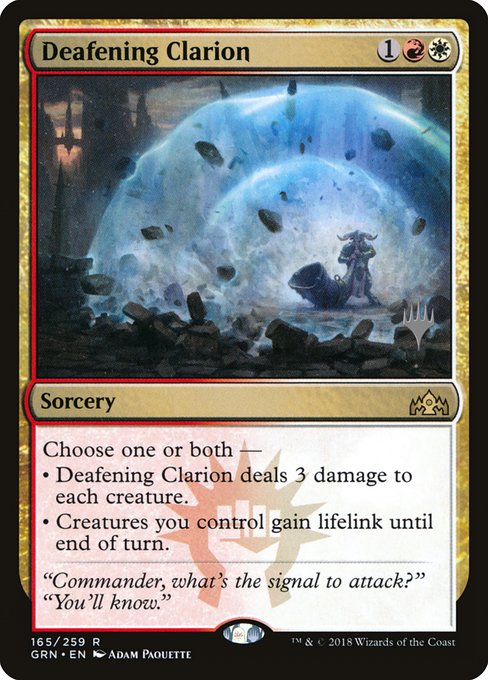 Deafening Clarion 1
Sorcery
Choose one or both —
• Deafening Clarion deals 3 damage to
each creature.
• Creatures you control gain lifelink until
end of turn.
“Commander, what’s the signal to attack?”
“You’ll know.”
165/259 R
GRN • EN Adam Paquette
™ & © 2018 Wizards of the Coast